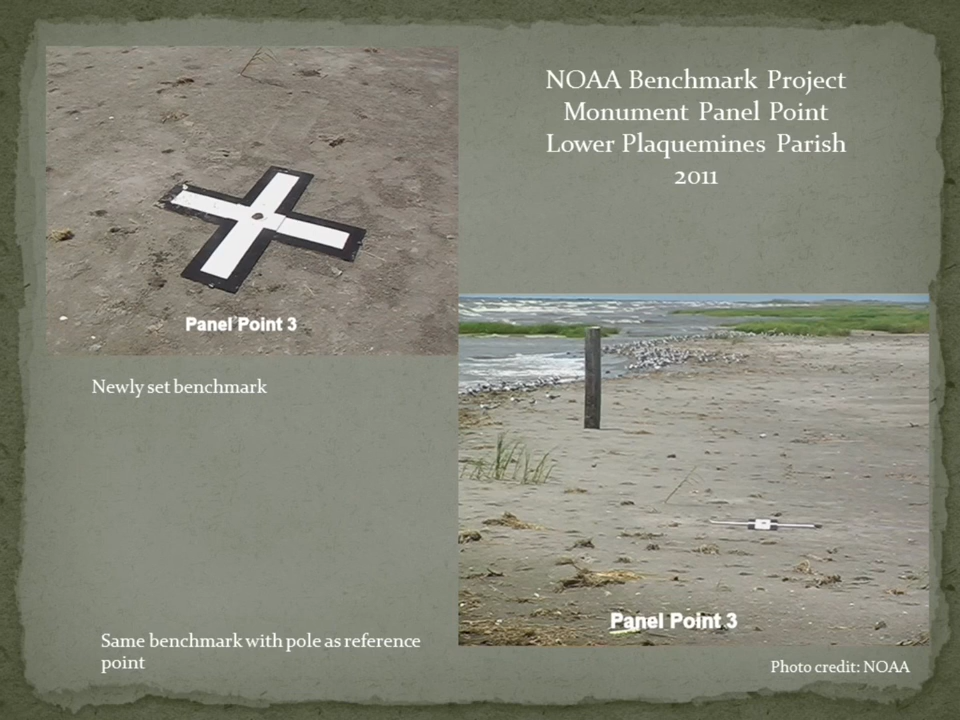 NOAA Benchmark Project
Monument Panel Point
Lower Plaquemines Parish
2011
Panel Point 3
Newly set benchmark
Panel Point 3
Same benchmark with pole as reference
point
Photo credit: NOAA